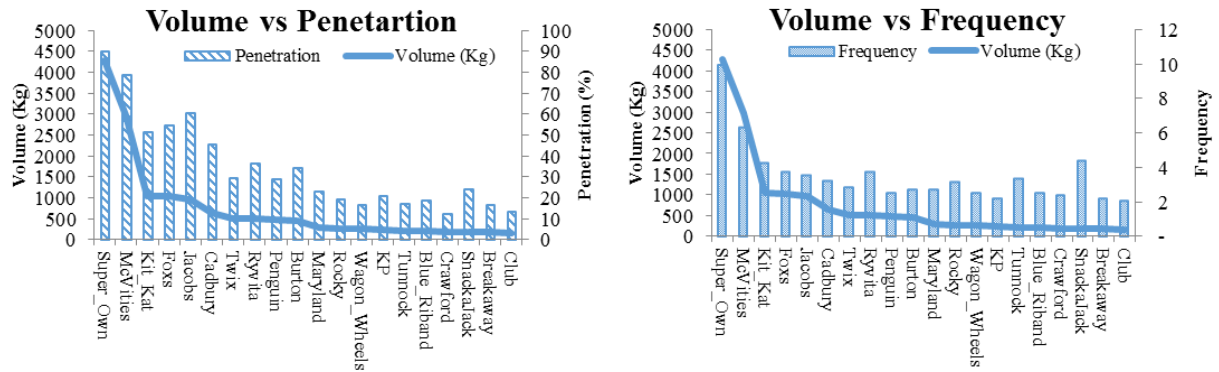 Volume vs Penetartion
Penetration
Volume (Kg)
Volume (Kg)
5000
4500
4000
3500
3000
2500
2000
1500
1000
500
0
100
90
80
70
60
50
40
30
20
10
0
Penetration (%)
Super_Own
McVities
Kit_Kat
Foxs
Jacobs
Cadbury
Twix
Ryvita
Penguin
Burton
Maryland
Rocky
Wagon_Wheels
KP
Tunnock
Blue_Riband
Crawford
SnackaJack
Breakaway
Club
Volume vs Frequency
Frequency
Volume (Kg)
Volume (Kg)
5000
4500
4000
3500
3000
2500
2000
1500
1000
500
0
12
10
8
6
4
2
-
Frequency
Super_Own
McVities
Kit_Kat
Foxs
Jacobs
Cadbury
Twix
Ryvita
Penguin
Burton
Maryland
Rocky
Wagon_Wheels
KP
Tunnock
Blue_Riband
Crawford
SnackaJack
Breakaway
Club